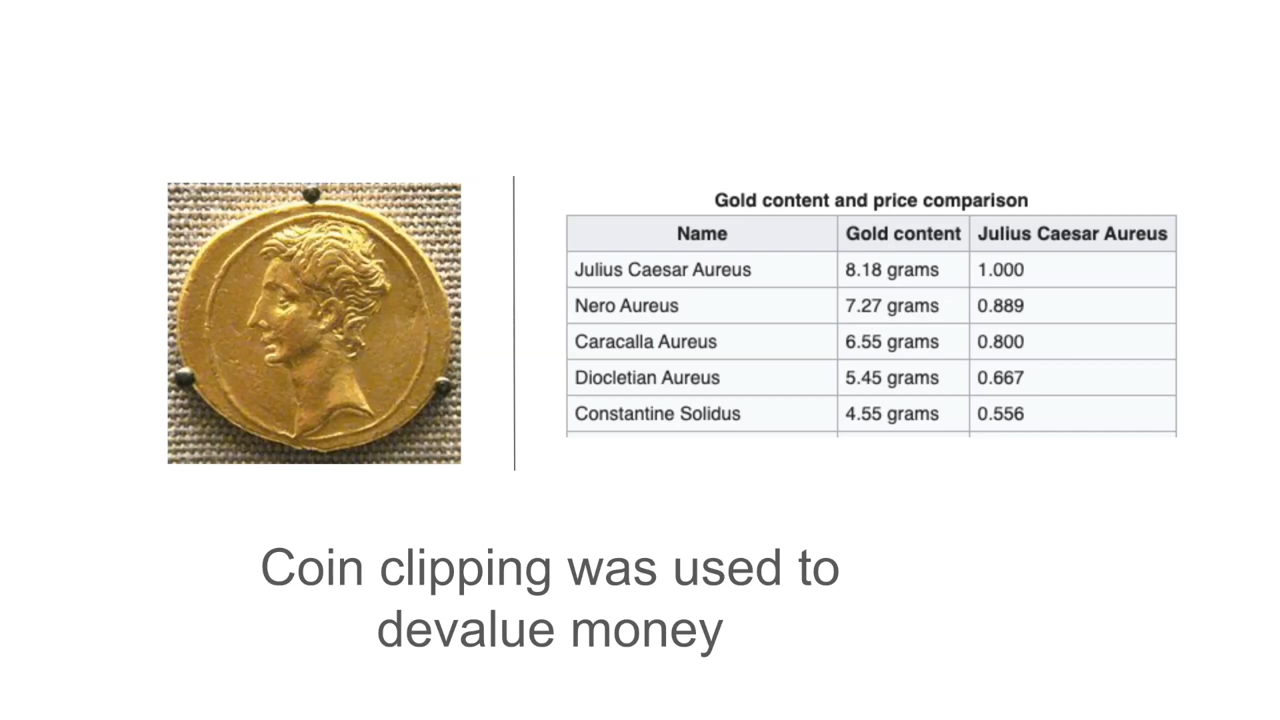 Gold content and price comparison
Name Gold content Julius Caesar Aureus
Julius Caesar Aureus 8.18 grams 1.000
Nero Aureus 7.27 grams 0.889
Caracalla Aureus 6.55 grams 0.800
Diocletian Aureus 5.45 grams 0.667
Constantine Solidus 4.55 grams 0.556
Coin clipping was used to
devalue money